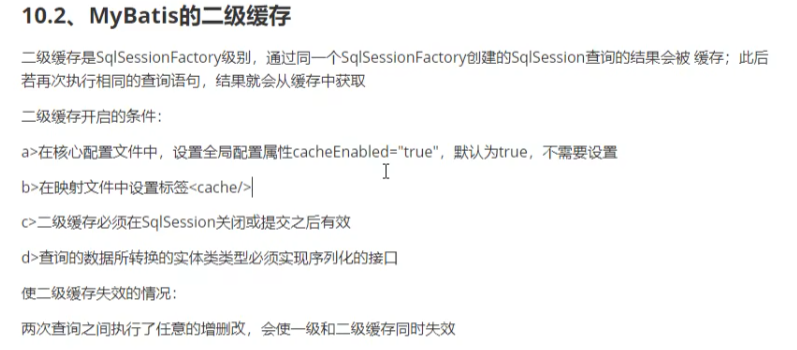 10.2、MyBatis的二级缓存
二级缓存是SqlSessionFactory级别，通过同一个SqlSessionFactory创建的SqlSession查询的结果会被 缓存；此后
若再次执行相同的查询语句，结果就会从缓存中获取
二级缓存开启的条件：
a>在核心配置文件中，设置全局配置属性cacheEnabled="true"，默认为true，不需要设置
b>在映射文件中设置标签<cache/>
c>二级缓存必须在SqlSession关闭或提交之后有效
d>查询的数据所转换的实体类类型必须实现序列化的接口
使二级缓存失效的情况：
两次查询之间执行了任意的增删改，会使一级和二级缓存同时失效